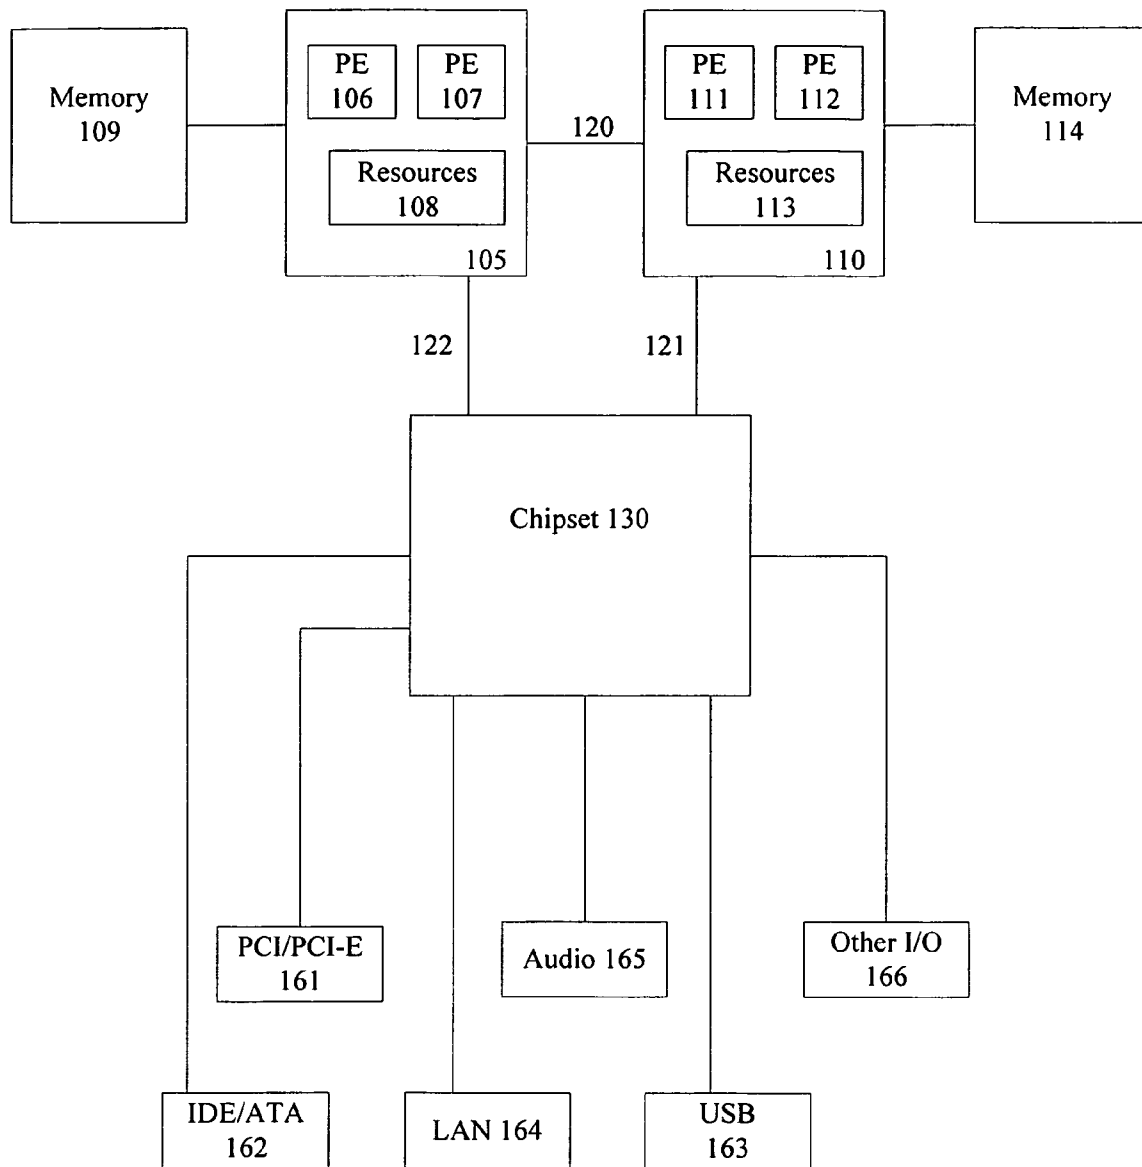 Memory
109
PE
106
PE
107
Resources
108
105
120
PE
111
PE
112
Resources
113
110
Memory
114
122
121
Chipset 130
PCI/PCI-E
161
Audio 165
Other I/O
166
IDE/ATA
162
LAN 164
USB
163